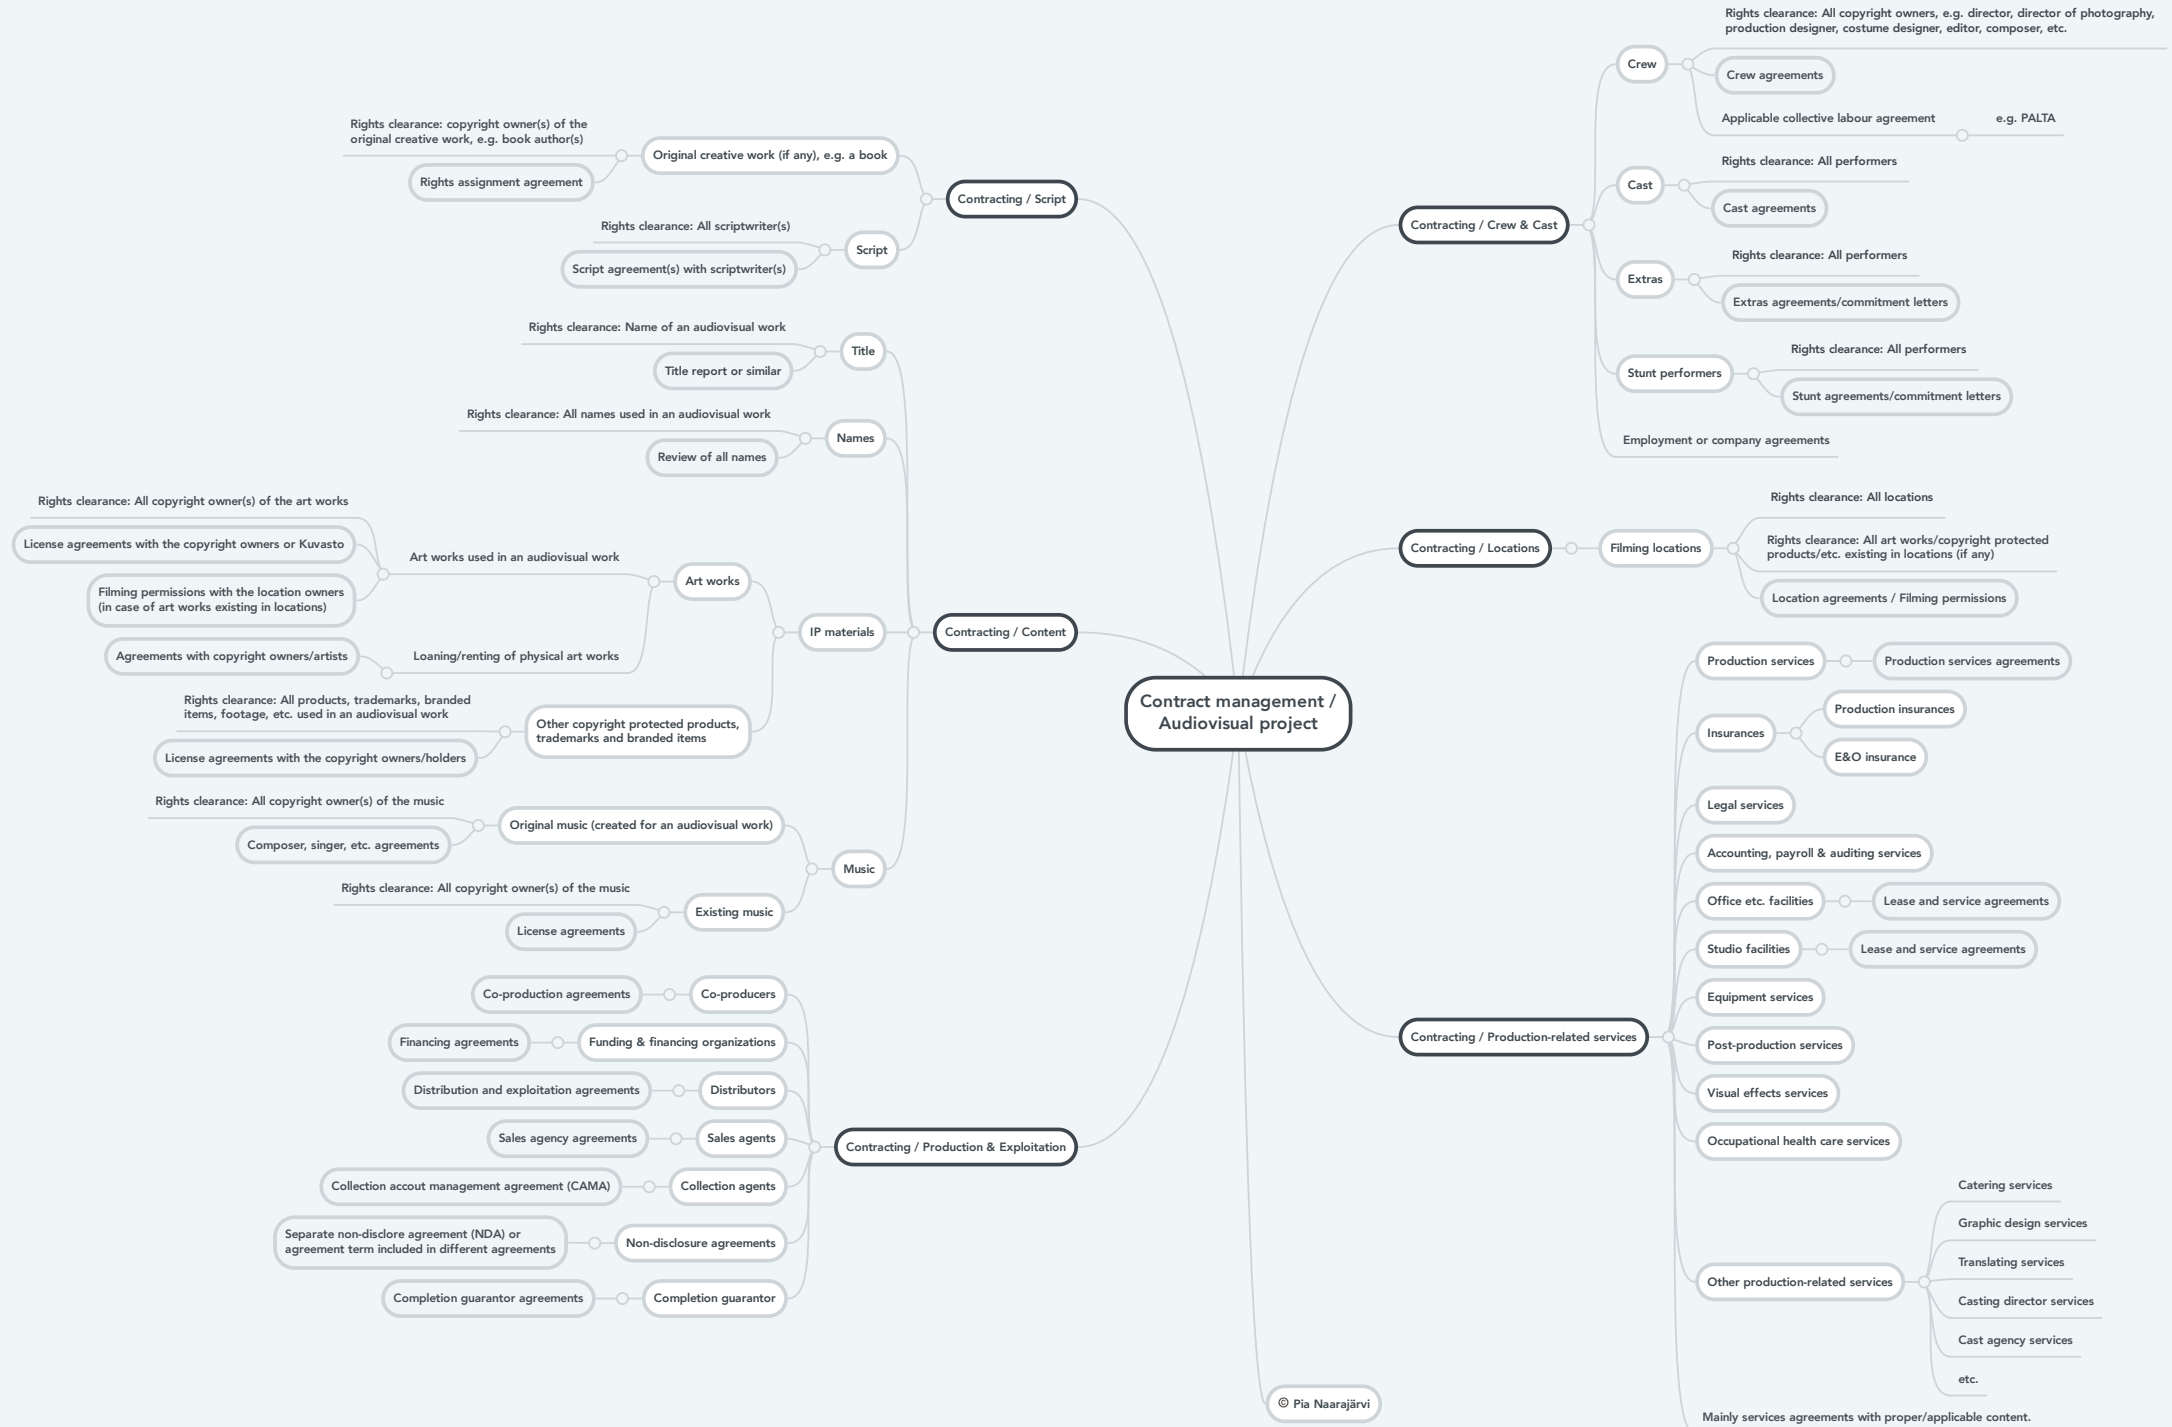 Contract management /
Audiovisual project
Contracting / Script
Original creative work (if any), e.g. a book
Rights clearance: copyright owner(s) of the
original creative work, e.g. book author(s)
Rights assignment agreement
Script
Rights clearance: All scriptwriter(s)
Script agreement(s) with scriptwriter(s)
Contracting / Content
Title
Rights clearance: Name of an audiovisual work
Title report or similar
Names
Rights clearance: All names used in an audiovisual work
Review of all names
IP materials
Art works
Art works used in an audiovisual work
Rights clearance: All copyright owner(s) of the art works
License agreements with the copyright owners or Kuvasto
Filming permissions with the location owners
(in case of art works existing in locations)
Loaning/renting of physical art works
Agreements with copyright owners/artists
Other copyright protected products,
trademarks and branded items
Rights clearance: All products, trademarks, branded
items, footage, etc. used in an audiovisual work
License agreements with the copyright owners/holders
Music
Original music (created for an audiovisual work)
Rights clearance: All copyright owner(s) of the music
Composer, singer, etc. agreements
Existing music
Rights clearance: All copyright owner(s) of the music
License agreements
Contracting / Production & Exploitation
Co-producers
Co-production agreements
Funding & financing organizations
Financing agreements
Distributors
Distribution and exploitation agreements
Sales agents
Sales agency agreements
Collection agents
Collection accout management agreement (CAMA)
Non-disclosure agreements
Separate non-disclore agreement (NDA) or
agreement term included in different agreements
Completion guarantor
Completion guarantor agreements
Contracting / Crew & Cast
Crew
Rights clearance: All copyright owners, e.g. director, director of photography,
production designer, costume designer, editor, composer, etc.
Crew agreements
Applicable collective labour agreement
e.g. PALTA
Cast
Rights clearance: All performers
Cast agreements
Extras
Rights clearance: All performers
Extras agreements/commitment letters
Stunt performers
Rights clearance: All performers
Stunt agreements/commitment letters
Employment or company agreements
Contracting / Locations
Filming locations
Rights clearance: All locations
Rights clearance: All art works/copyright protected
products/etc. existing in locations (if any)
Location agreements / Filming permissions
Contracting / Production-related services
Production services
Production services agreements
Insurances
Production insurances
E&O insurance
Legal services
Accounting, payroll & auditing services
Office etc. facilities
Lease and service agreements
Studio facilities
Lease and service agreements
Equipment services
Post-production services
Visual effects services
Occupational health care services
Other production-related services
Catering services
Graphic design services
Translating services
Casting director services
Cast agency services
etc.
Mainly services agreements with proper/applicable content.
© Pia Naarajärvi